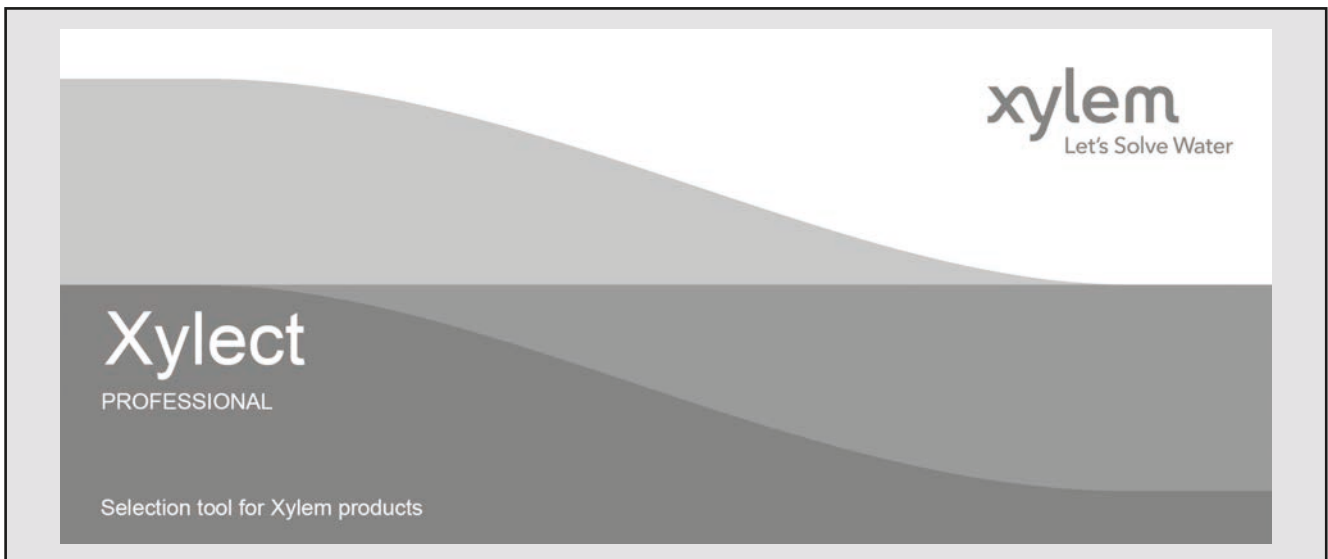 xylem
Let's Solve Water
Xylect
PROFESSIONAL
Selection tool for Xylem products